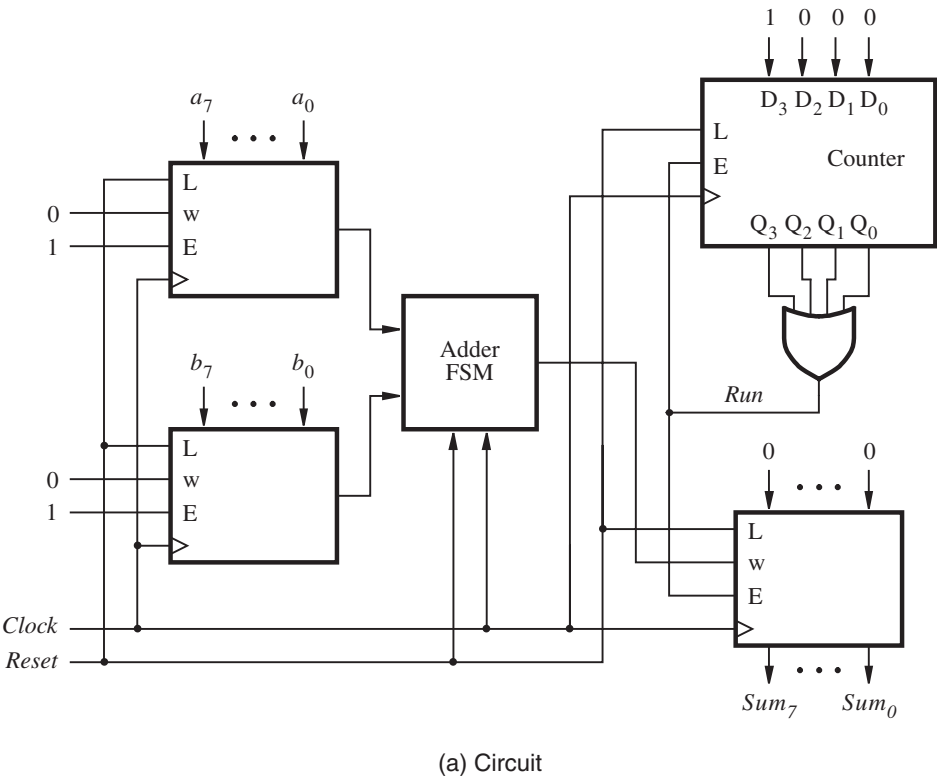 1 0 0 0
D3 D2 D1 D0
L
E
Counter
Q3 Q2 Q1 Q0
a7 • • • a0
L
0 w
1 E
Adder
FSM
b7 • • • b0
L
0 w
1 E
Run
0 • • • 0
L
w
E
Clock
Reset
• • •
Sum7 Sum0
(a) Circuit